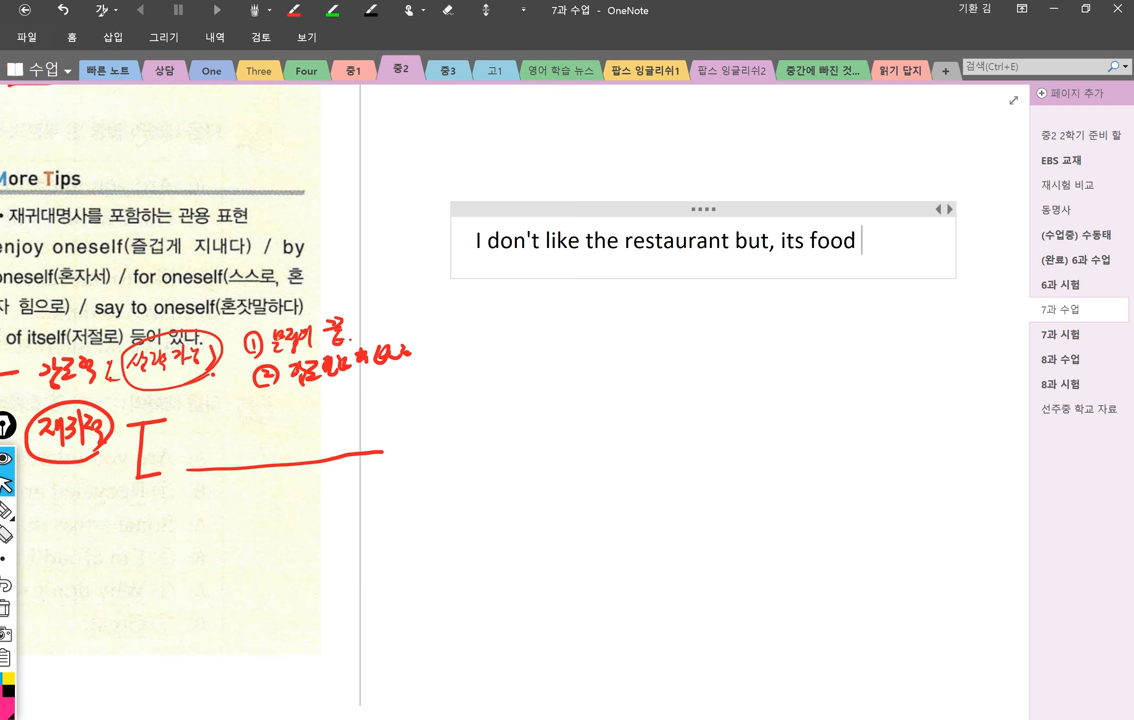 7과 수업 - OneNote
기환 김
파일 홈 삽입 그리기 내역 검토 보기
수업 빠른 노트 상담 One Three Four 중1 중2 중3 고1 영어 학습 뉴스 팝스 잉글리쉬1 팝스 잉글리쉬2 중간에 빠진 것... 읽기 답지 + 검색(Ctrl+E)
페이지 추가
중2 2학기 준비 할
EBS 교재
재시험 비교
동명사
(수업중) 수동태
(완료) 6과 수업
6과 시험
7과 수업
7과 시험
8과 수업
8과 시험
선주중 학교 자료
More Tips
• 재귀대명사를 포함하는 관용 표현
enjoy oneself(즐겁게 지내다) / by
oneself(혼자서) / for oneself(스스로, 혼
자 힘으로) / say to oneself(혼잣말하다)
of itself(저절로) 등이 있다.
I don't like the restaurant but, its food
① 문장이
②
재귀적